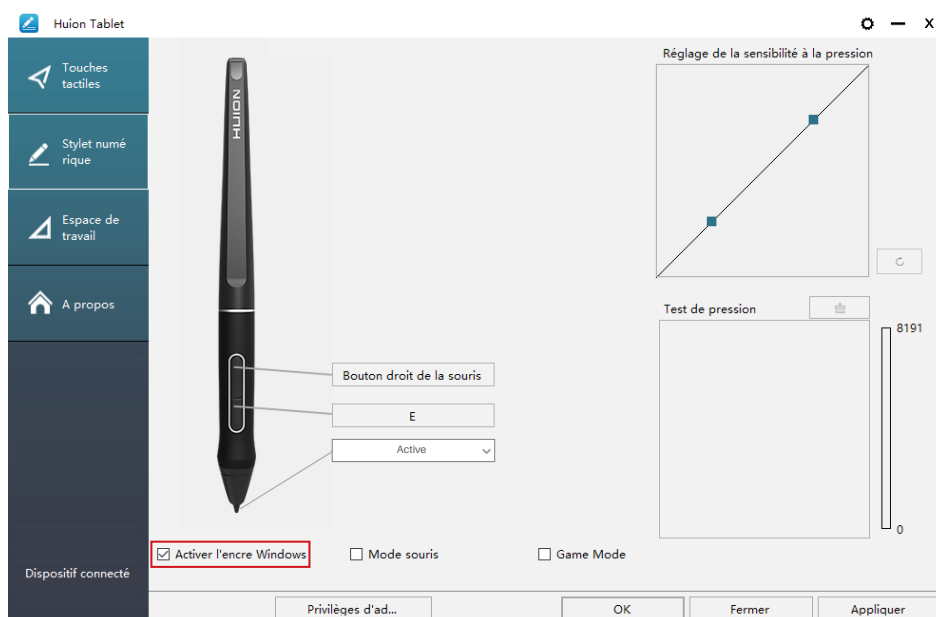 Huion Tablet
Touches
tactiles
Stylet numé
rique
Espace de
travail
A propos
Dispositif connecté
HUION
Bouton droit de la souris
E
Active
Activer l'encre Windows
Mode souris
Game Mode
Réglage de la sensibilité à la pression
Test de pression
8191
0
Privilèges d'ad...
OK
Fermer
Appliquer